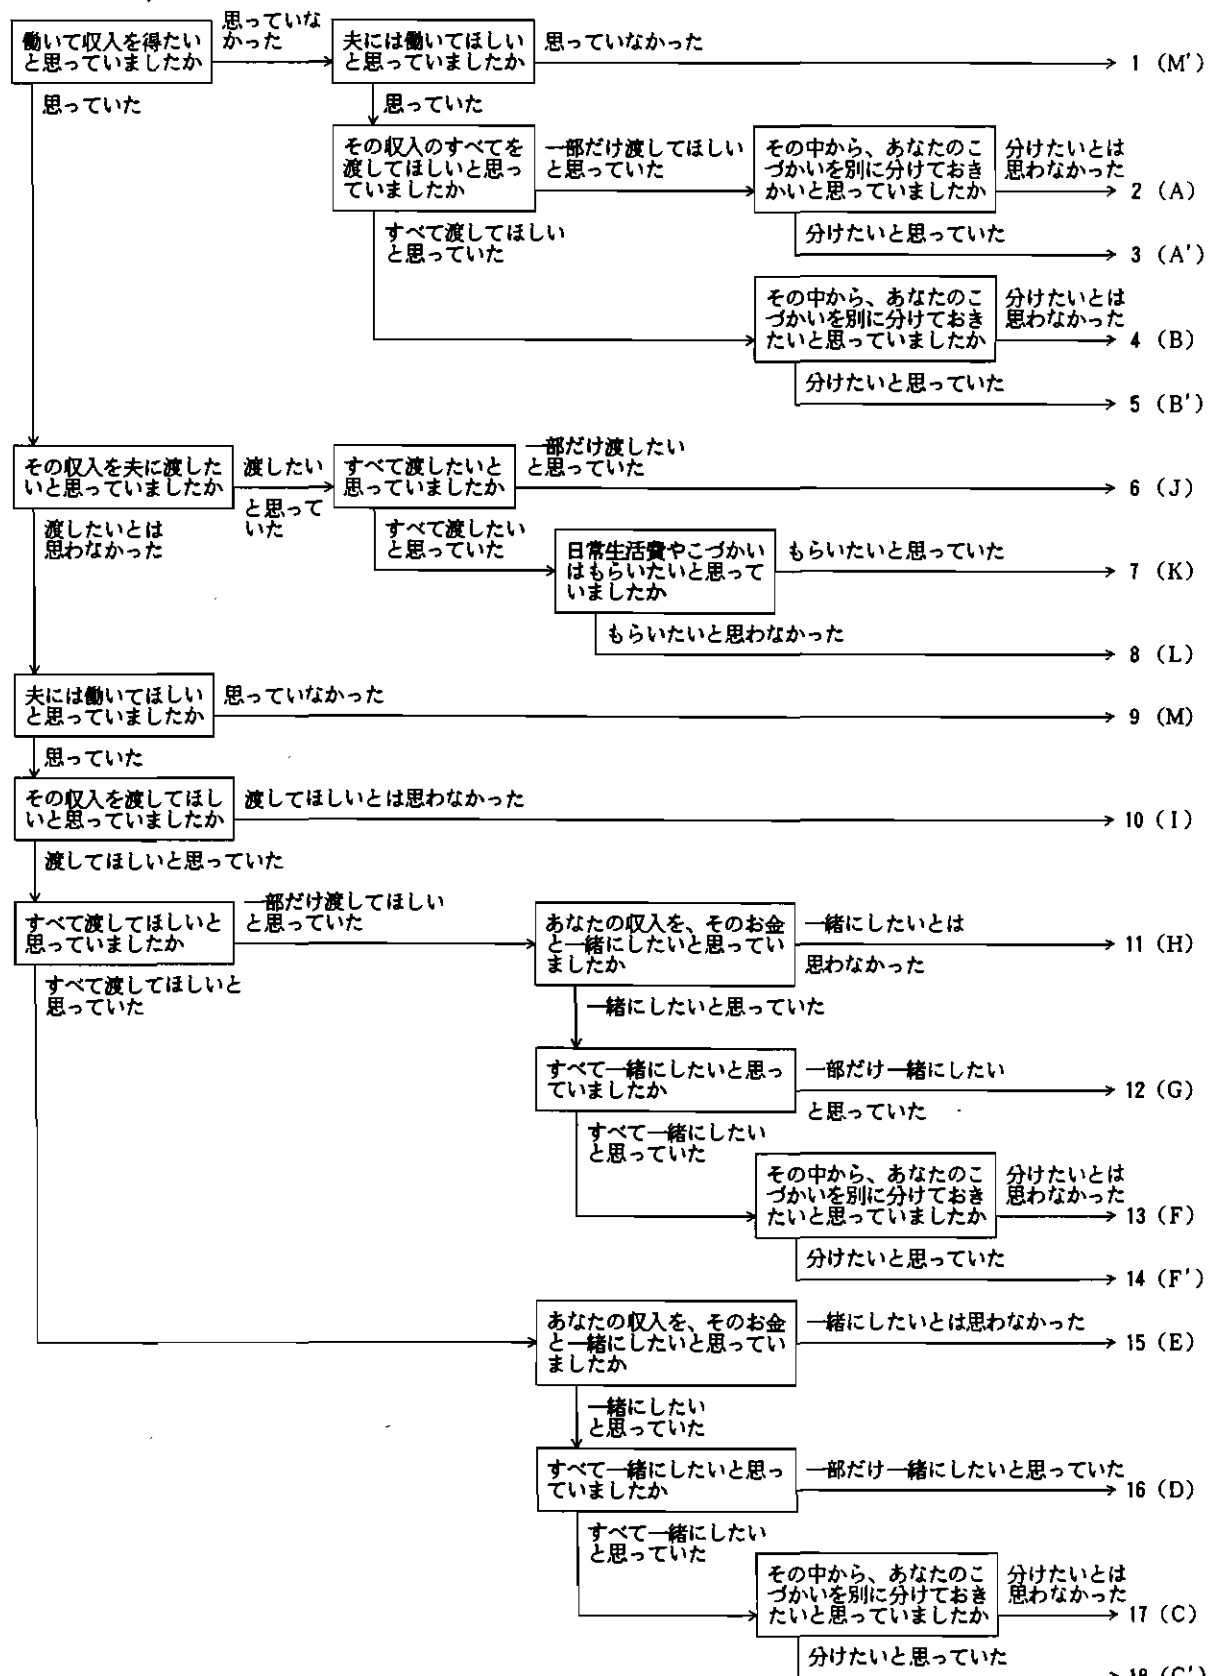 働いて収入を得たい
と思っていましたか
思っていな
かった
夫には働いてほしい
と思っていましたか
思っていなかった
1 (M')
思っていた
思っていた
その収入のすべてを
渡してほしいと思っ
ていましたか
一部だけ渡してほしい
と思っていた
その中から、あなたのこ
づかいを別に分けておき
かいと思っていましたか
分けたいとは
思わなかった
2 (A)
すべて渡してほしい
と思っていた
分けたいと思っていた
3 (A')
その中から、あなたのこ
づかいを別に分けておき
たいと思っていましたか
分けたいとは
思わなかった
4 (B)
分けたいと思っていた
5 (B')
その収入を夫に渡した
いと思っていましたか
渡したい
と思って
いた
すべて渡したいと
思っていましたか
一部だけ渡したい
と思っていた
6 (J)
渡したいとは
思わなかった
すべて渡したい
と思っていた
日常生活費やこづかい
はもらいたいと思って
いましたか
もらいたいと思っていた
7 (K)
もらいたいと思わなかった
8 (L)
夫には働いてほしい
と思っていましたか
思っていなかった
9 (M)
思っていた
その収入を渡してほし
いと思っていましたか
渡してほしいとは思わなかった
10 (I)
渡してほしいと思っていた
すべて渡してほしいと
思っていましたか
一部だけ渡してほしい
と思っていた
あなたの収入を、そのお金
と一緒にしたいと思ってい
ましたか
一緒にしたいとは
思わなかった
11 (H)
すべて渡してほしいと
思っていた
一緒にしたいと思っていた
すべて一緒にしたいと思っ
ていましたか
一部だけ一緒にしたい
と思っていた
12 (G)
すべて一緒にしたい
と思っていた
その中から、あなたのこ
づかいを別に分けておき
たいと思っていましたか
分けたいとは
思わなかった
13 (F)
分けたいと思っていた
14 (F')
あなたの収入を、そのお金
と一緒にしたいと思ってい
ましたか
一緒にしたいとは思わなかった
15 (E)
一緒にしたい
と思っていた
すべて一緒にしたいと思っ
ていましたか
一部だけ一緒にしたいと思っていた
16 (D)
すべて一緒にしたい
と思っていた
その中から、あなたのこ
づかいを別に分けておき
たいと思っていましたか
分けたいとは
思わなかった
17 (C)
分けたいと思っていた
18 (C')